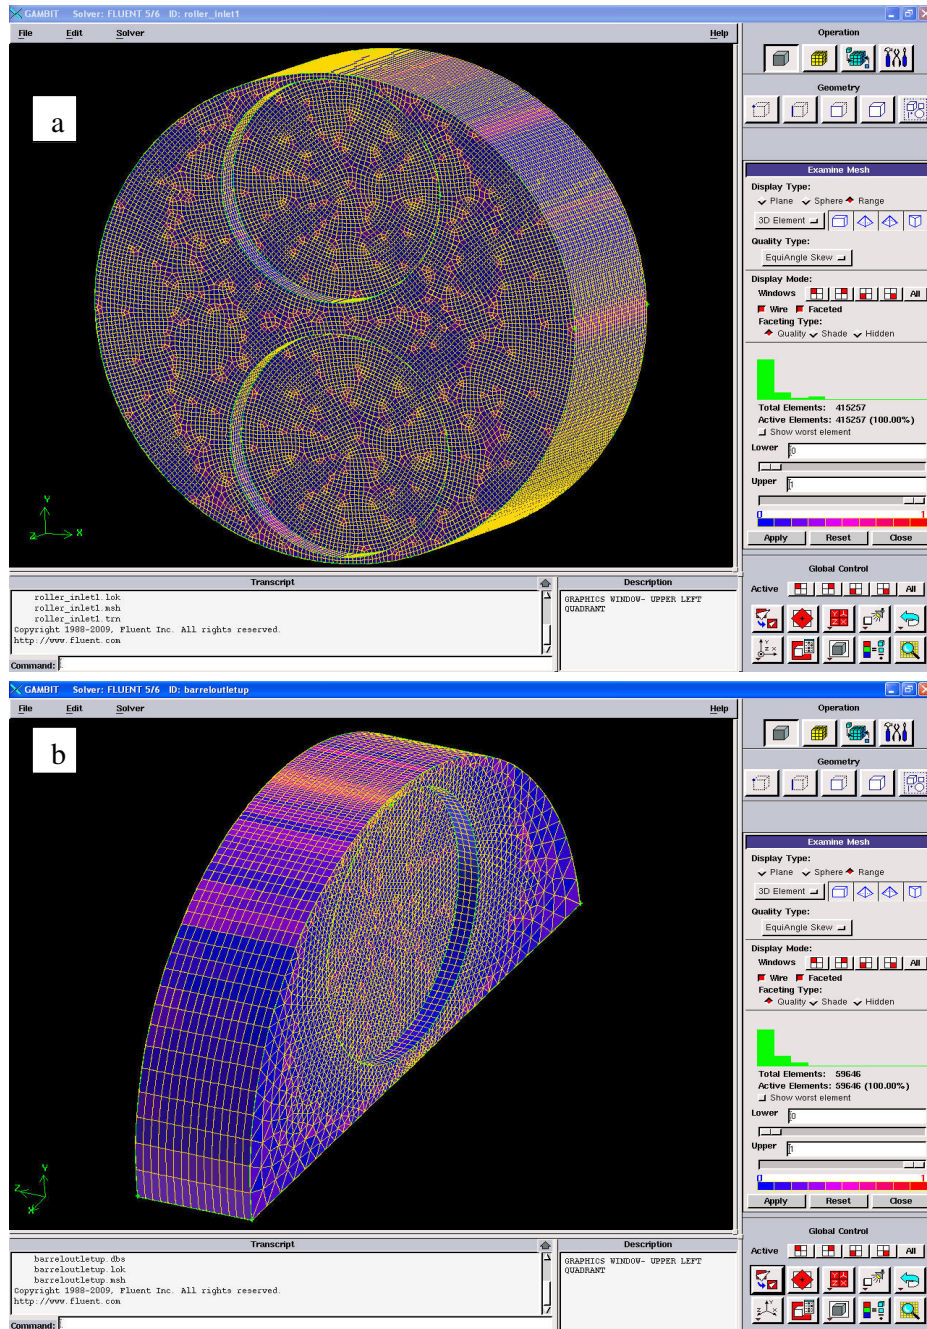 GAMBIT Solver: FLUENT 5/6 ID: roller_inlet1
File Edit Solver Help
a
Y
Z X
Operation
Geometry
Examine Mesh
Display Type:
Plane Sphere Range
3D Element
Quality Type:
EquiAngle Skew
Display Mode:
Windows All
Wire Faceted
Faceting Type:
Quality Shade Hidden
Total Elements: 415257
Active Elements: 415257 (100.00%)
Show worst element
Lower 0
Upper 1
0 1
Apply Reset Close
Global Control
Active All
Transcript
roller_inlet1.lok
roller_inlet1.msh
roller_inlet1.trn
Copyright 1988-2009, Fluent Inc. All rights reserved.
http://www.fluent.com
Command:
Description
GRAPHICS WINDOW- UPPER LEFT
QUADRANT
GAMBIT Solver: FLUENT 5/6 ID: barreloutletup
File Edit Solver Help
b
Y
Z
X
Operation
Geometry
Examine Mesh
Display Type:
Plane Sphere Range
3D Element
Quality Type:
EquiAngle Skew
Display Mode:
Windows All
Wire Faceted
Faceting Type:
Quality Shade Hidden
Total Elements: 59646
Active Elements: 59646 (100.00%)
Show worst element
Lower 0
Upper 1
0 1
Apply Reset Close
Global Control
Active All
Transcript
barreloutletup.dbs
barreloutletup.lok
barreloutletup.msh
Copyright 1988-2009, Fluent Inc. All rights reserved.
http://www.fluent.com
Command:
Description
GRAPHICS WINDOW- UPPER LEFT
QUADRANT